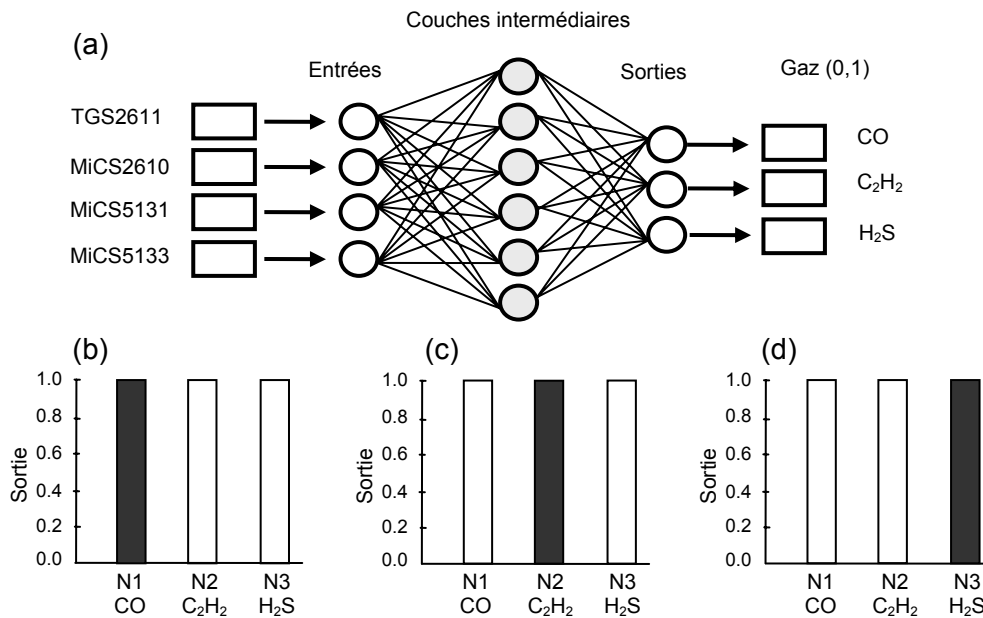 Couches intermédiaires
(a)
Entrées
Sorties
Gaz (0,1)
TGS2611
MiCS2610
MiCS5131
MiCS5133
CO
C₂H₂
H₂S
(b)
1.0
0.8
0.6
0.4
0.2
0.0
Sortie
N1 N2 N3
CO C₂H₂ H₂S
(c)
1.0
0.8
0.6
0.4
0.2
0.0
Sortie
N1 N2 N3
CO C₂H₂ H₂S
(d)
1.0
0.8
0.6
0.4
0.2
0.0
Sortie
N1 N2 N3
CO C₂H₂ H₂S